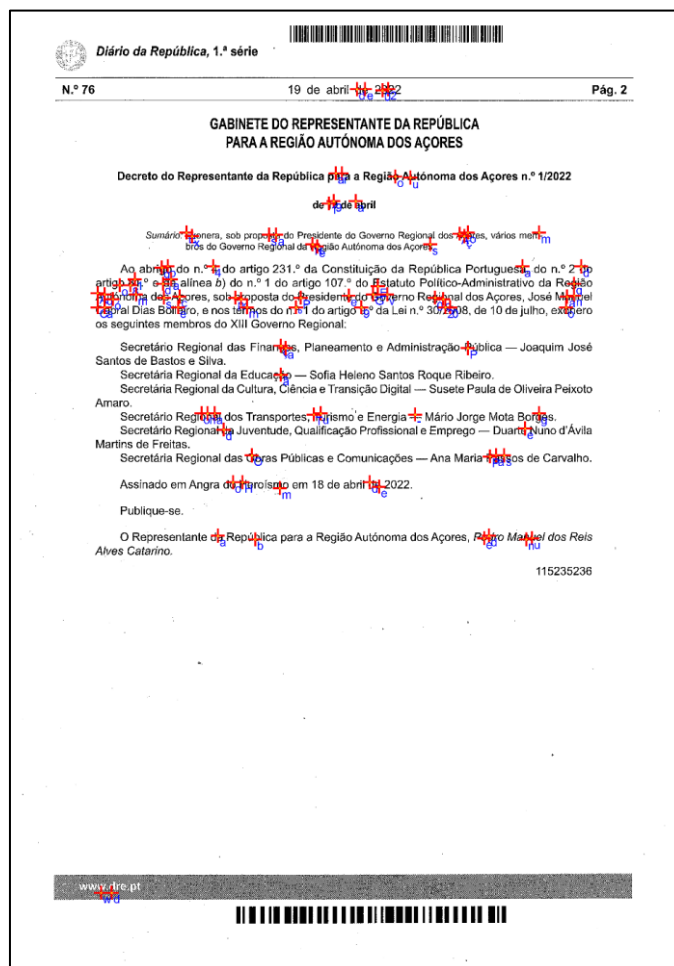 Diário da República, 1.ª série
N.º 76 19 de abril de 2022 Pág. 2
GABINETE DO REPRESENTANTE DA REPÚBLICA
PARA A REGIÃO AUTÓNOMA DOS AÇORES
Decreto do Representante da República para a Região Autónoma dos Açores n.º 1/2022
de abril
Sumário: Exonera, sob proposta do Presidente do Governo Regional dos Açores, vários mem-
bros do Governo Regional da Região Autónoma dos Açores.
Ao abrigo do n.º 4 do artigo 231.º da Constituição da República Portuguesa, do n.º 2 do
artigo e da alínea b) do n.º 1 do artigo 107.º do Estatuto Político-Administrativo da Região
Autónoma dos Açores, sob proposta do Presidente do Governo Regional dos Açores, José Manuel
Cabral Dias Bolieiro, e nos termos do n.º 1 do artigo da Lei n.º 30/2008, de 10 de julho, exonero
os seguintes membros do XIII Governo Regional:
Secretário Regional das Finanças, Planeamento e Administração Pública — Joaquim José
Santos de Bastos e Silva.
Secretária Regional da Educação — Sofia Heleno Santos Roque Ribeiro.
Secretária Regional da Cultura, Ciência e Transição Digital — Susete Paula de Oliveira Peixoto
Amaro.
Secretário Regional dos Transportes, Turismo e Energia — Mário Jorge Mota Borges.
Secretário Regional da Juventude, Qualificação Profissional e Emprego — Duarte Nuno d'Ávila
Martins de Freitas.
Secretária Regional das Obras Públicas e Comunicações — Ana Maria de Carvalho.
Assinado em Angra do Heroísmo em 18 de abril de 2022.
Publique-se.
O Representante da República para a Região Autónoma dos Açores, Pedro Manuel dos Reis
Alves Catarino.
115235236
www.dre.pt